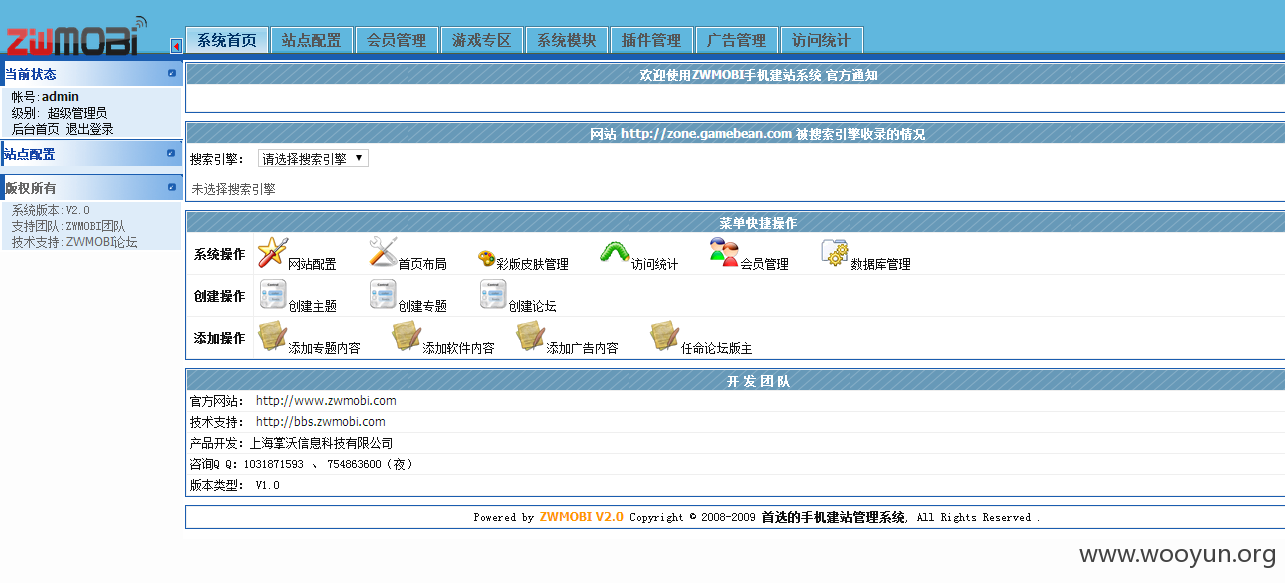 ZWMOBI
系统首页 站点配置 会员管理 游戏专区 系统模块 插件管理 广告管理 访问统计
当前状态
帐号:admin
级别: 超级管理员
后台首页 退出登录
站点配置
版权所有
系统版本:V2.0
支持团队:ZWMOBI团队
技术支持:ZWMOBI论坛
欢迎使用ZWMOBI手机建站系统 官方通知
网站 http://zone.gamebean.com 被搜索引擎收录的情况
搜索引擎: 请选择搜索引擎
未选择搜索引擎
菜单快捷操作
系统操作 网站配置 首页布局 彩版皮肤管理 访问统计 会员管理 数据库管理
创建操作 创建主题 创建专题 创建论坛
添加操作 添加专题内容 添加软件内容 添加广告内容 任命论坛版主
开 发 团 队
官方网站: http://www.zwmobi.com
技术支持: http://bbs.zwmobi.com
产品开发: 上海掌沃信息科技有限公司
咨询Q Q: 1031871593 、 754863600（夜）
版本类型: V1.0
Powered by ZWMOBI V2.0 Copyright © 2008-2009 首选的手机建站管理系统, All Rights Reserved .
www.wooyun.org